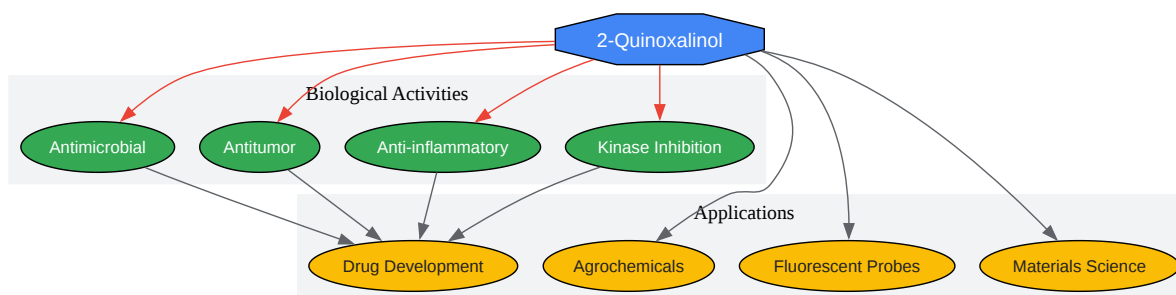 2-Quinoxalinol
Biological Activities
Antimicrobial
Antitumor
Anti-inflammatory
Kinase Inhibition
Applications
Drug Development
Agrochemicals
Fluorescent Probes
Materials Science